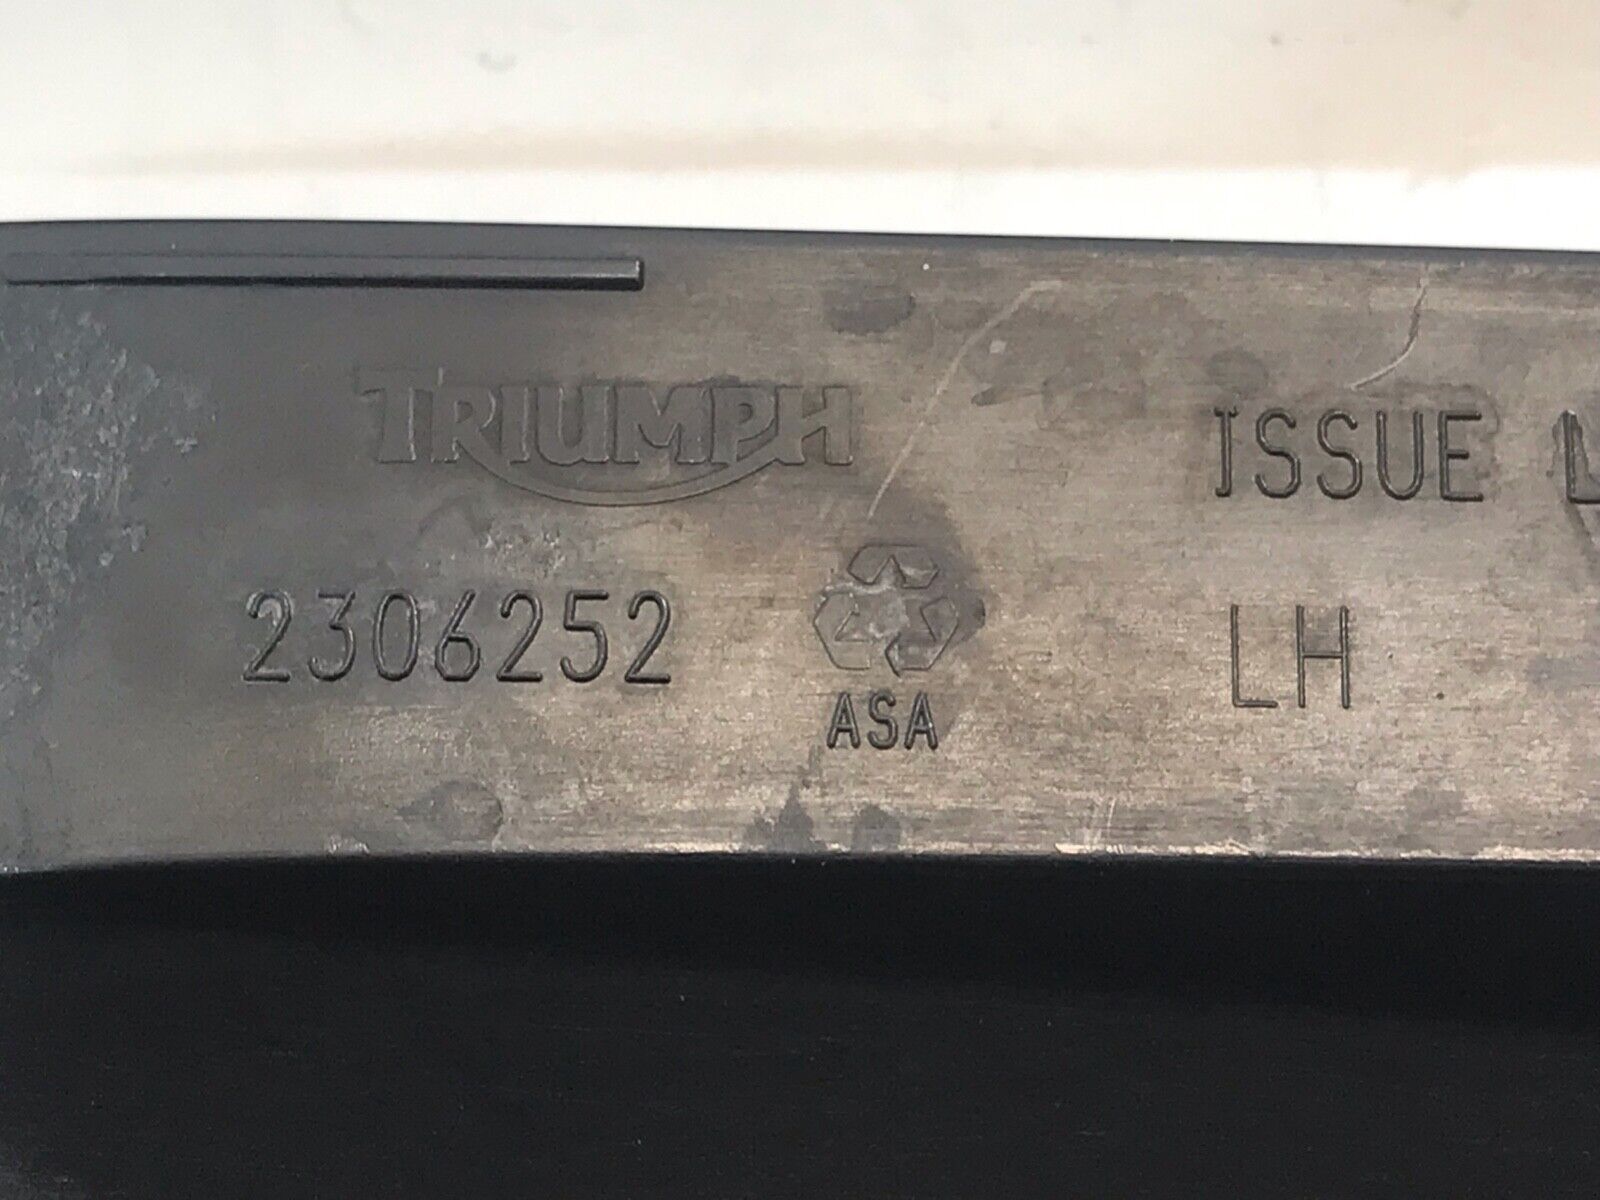 TRIUMPH
ISSUE
2306252
LH
ASA